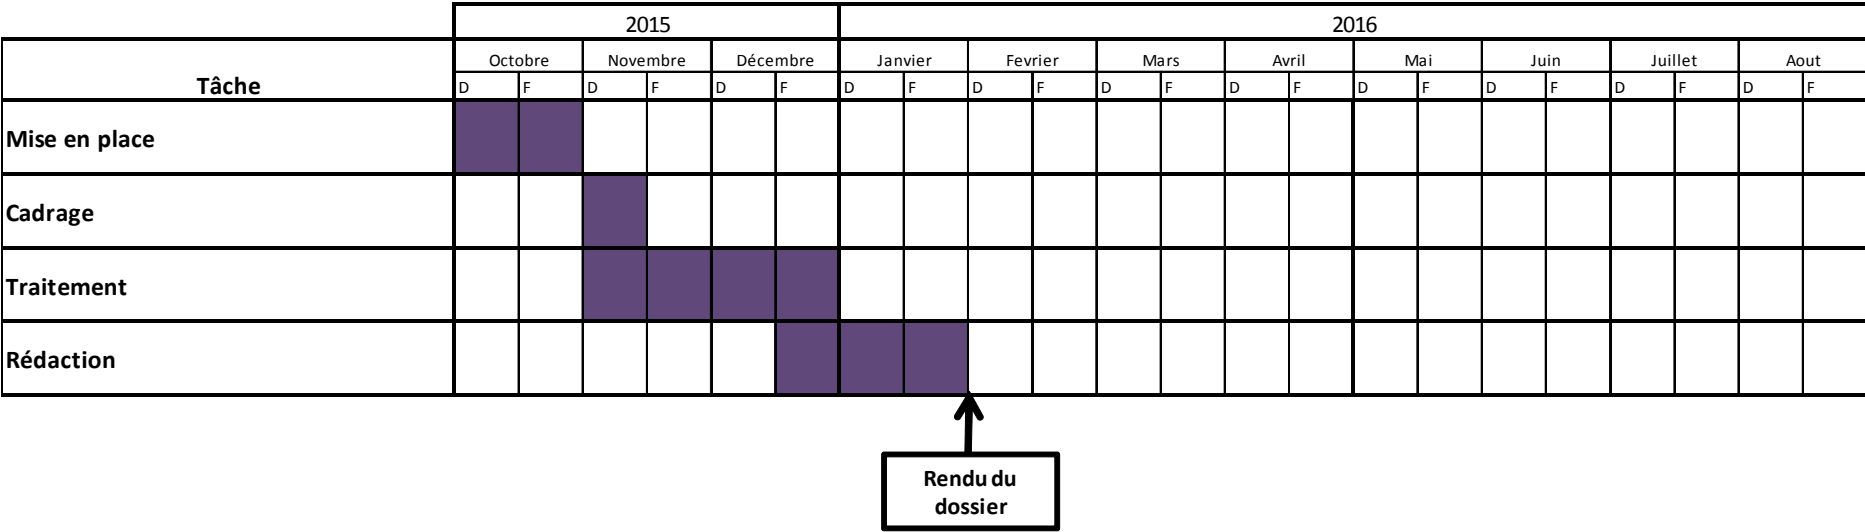 2015 2016
Octobre Novembre Décembre Janvier Fevrier Mars Avril Mai Juin Juillet Aout
Tâche D F D F D F D F D F D F D F D F D F D F D F
Mise en place
Cadrage
Traitement
Rédaction
Rendu du
dossier